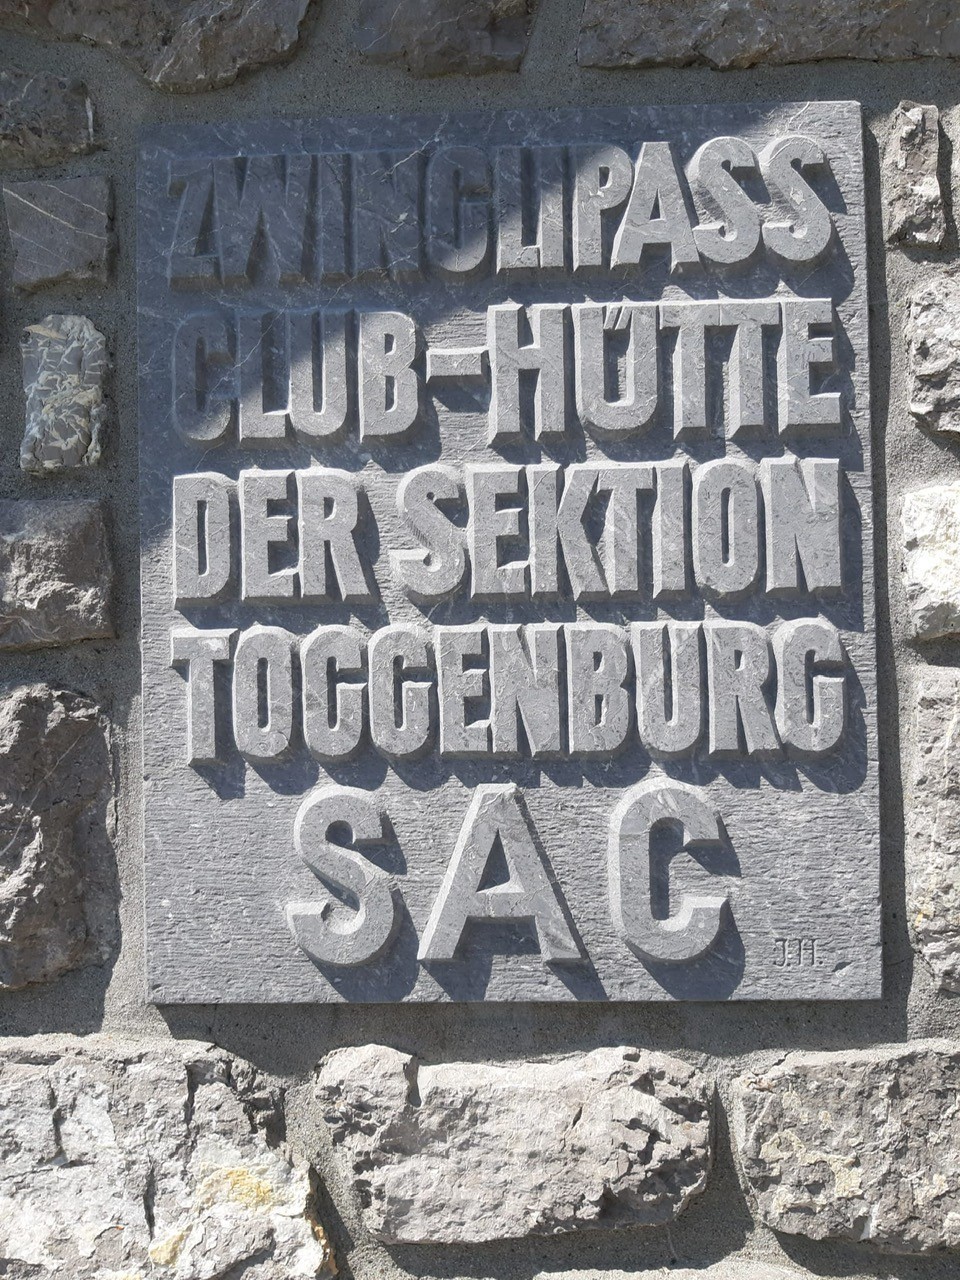 ZWINGLIPASS
CLUB-HÜTTE
DER SEKTION
TOGGENBURG
SAC
J.H.